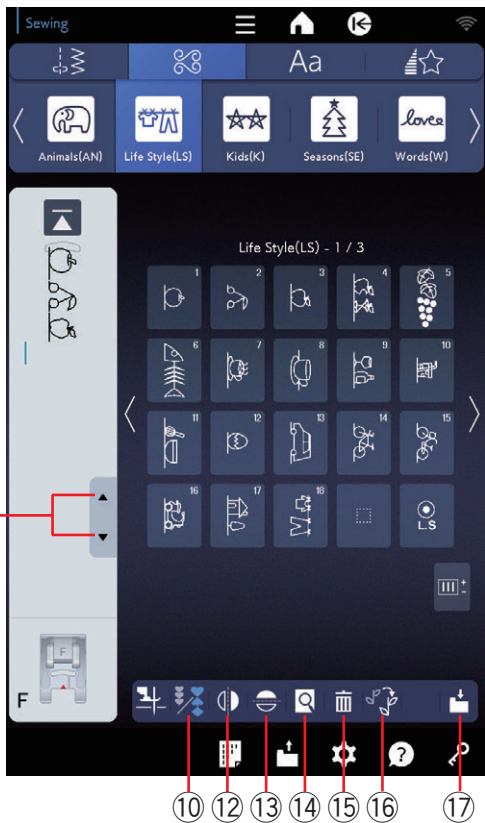 Sewing
Aa
Animals(AN) Life Style(LS) Kids(K) Seasons(SE) Words(W)
Life Style(LS) - 1 / 3
1 2 3 4 5
6 7 8 9 10
11 12 13 14 15
16 17 18
L.S
F
F
⑩ ⑫ ⑬ ⑭ ⑮ ⑯ ⑰